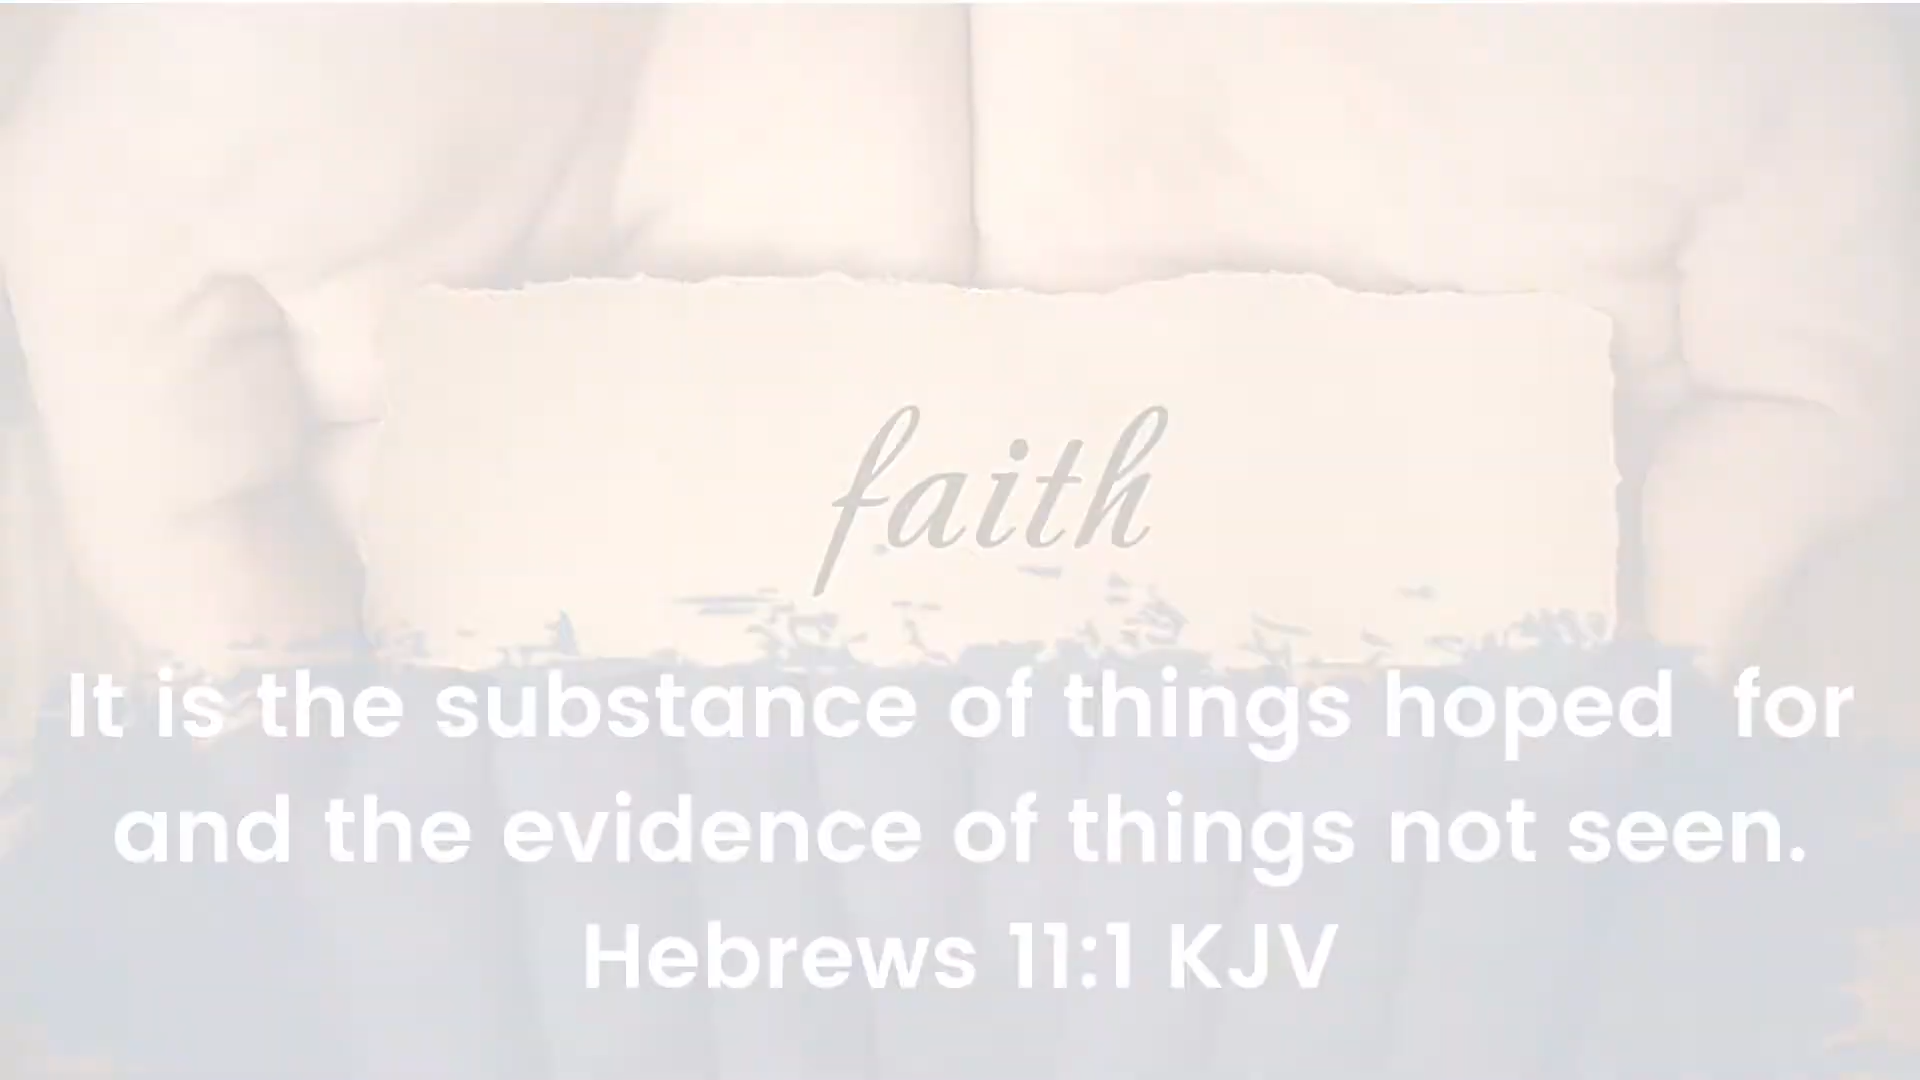 faith
It is the substance of things hoped for
and the evidence of things not seen.
Hebrews 11:1 KJV